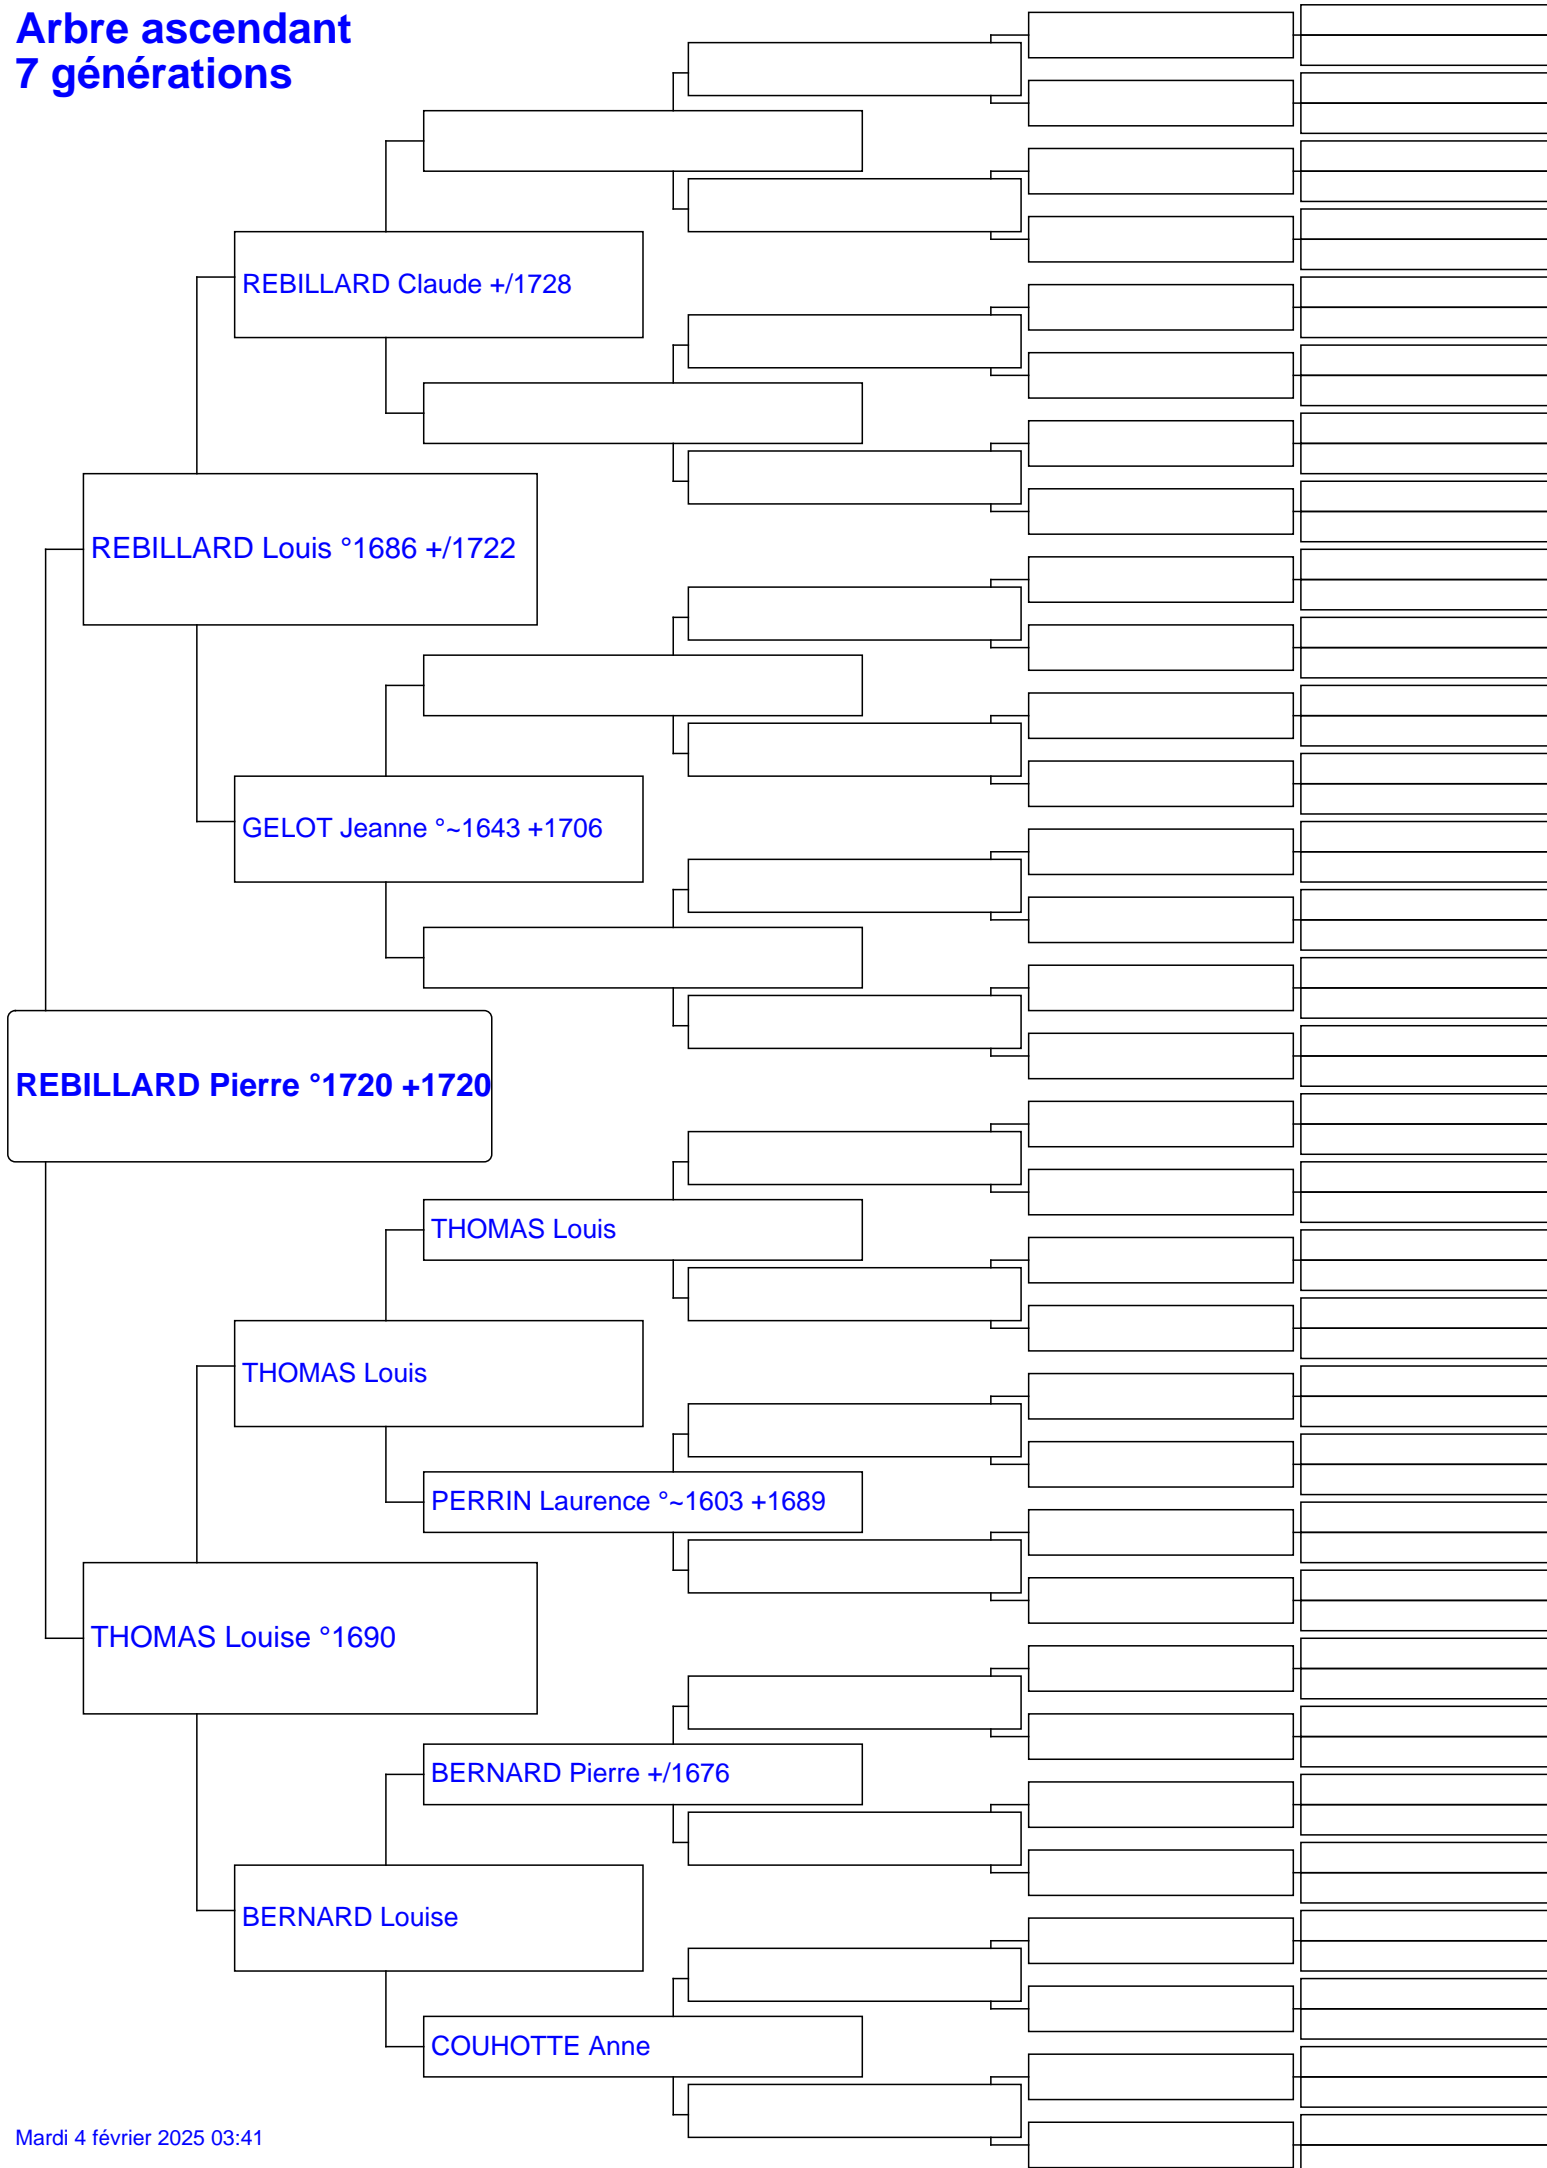 Arbre ascendant
7 générations
REBILLARD Claude +/1728
REBILLARD Louis °1686 +/1722
GELOT Jeanne °~1643 +1706
REBILLARD Pierre °1720 +1720
THOMAS Louis
THOMAS Louis
PERRIN Laurence °~1603 +1689
THOMAS Louise °1690
BERNARD Pierre +/1676
BERNARD Louise
COUHOTTE Anne
Mardi 4 février 2025 03:41